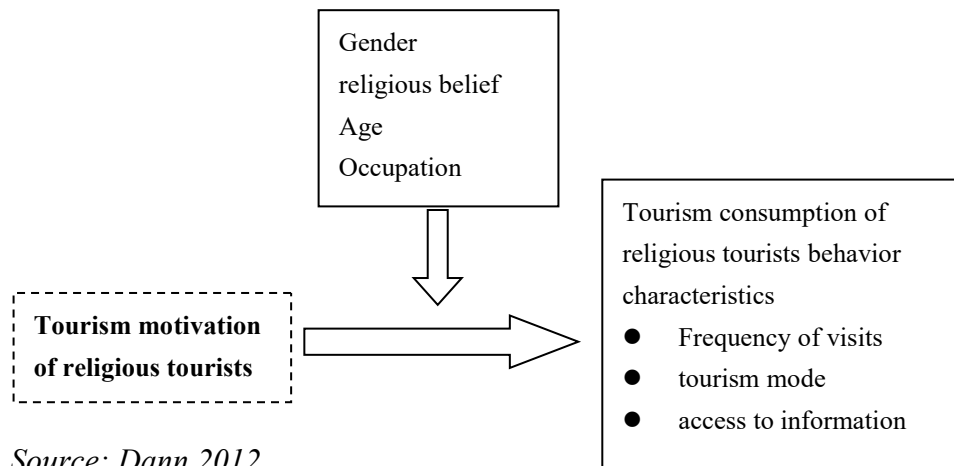 Gender
religious belief
Age
Occupation
Tourism consumption of
religious tourists behavior
characteristics
● Frequency of visits
● tourism mode
● access to information
Tourism motivation
of religious tourists
Source: Dann 2012